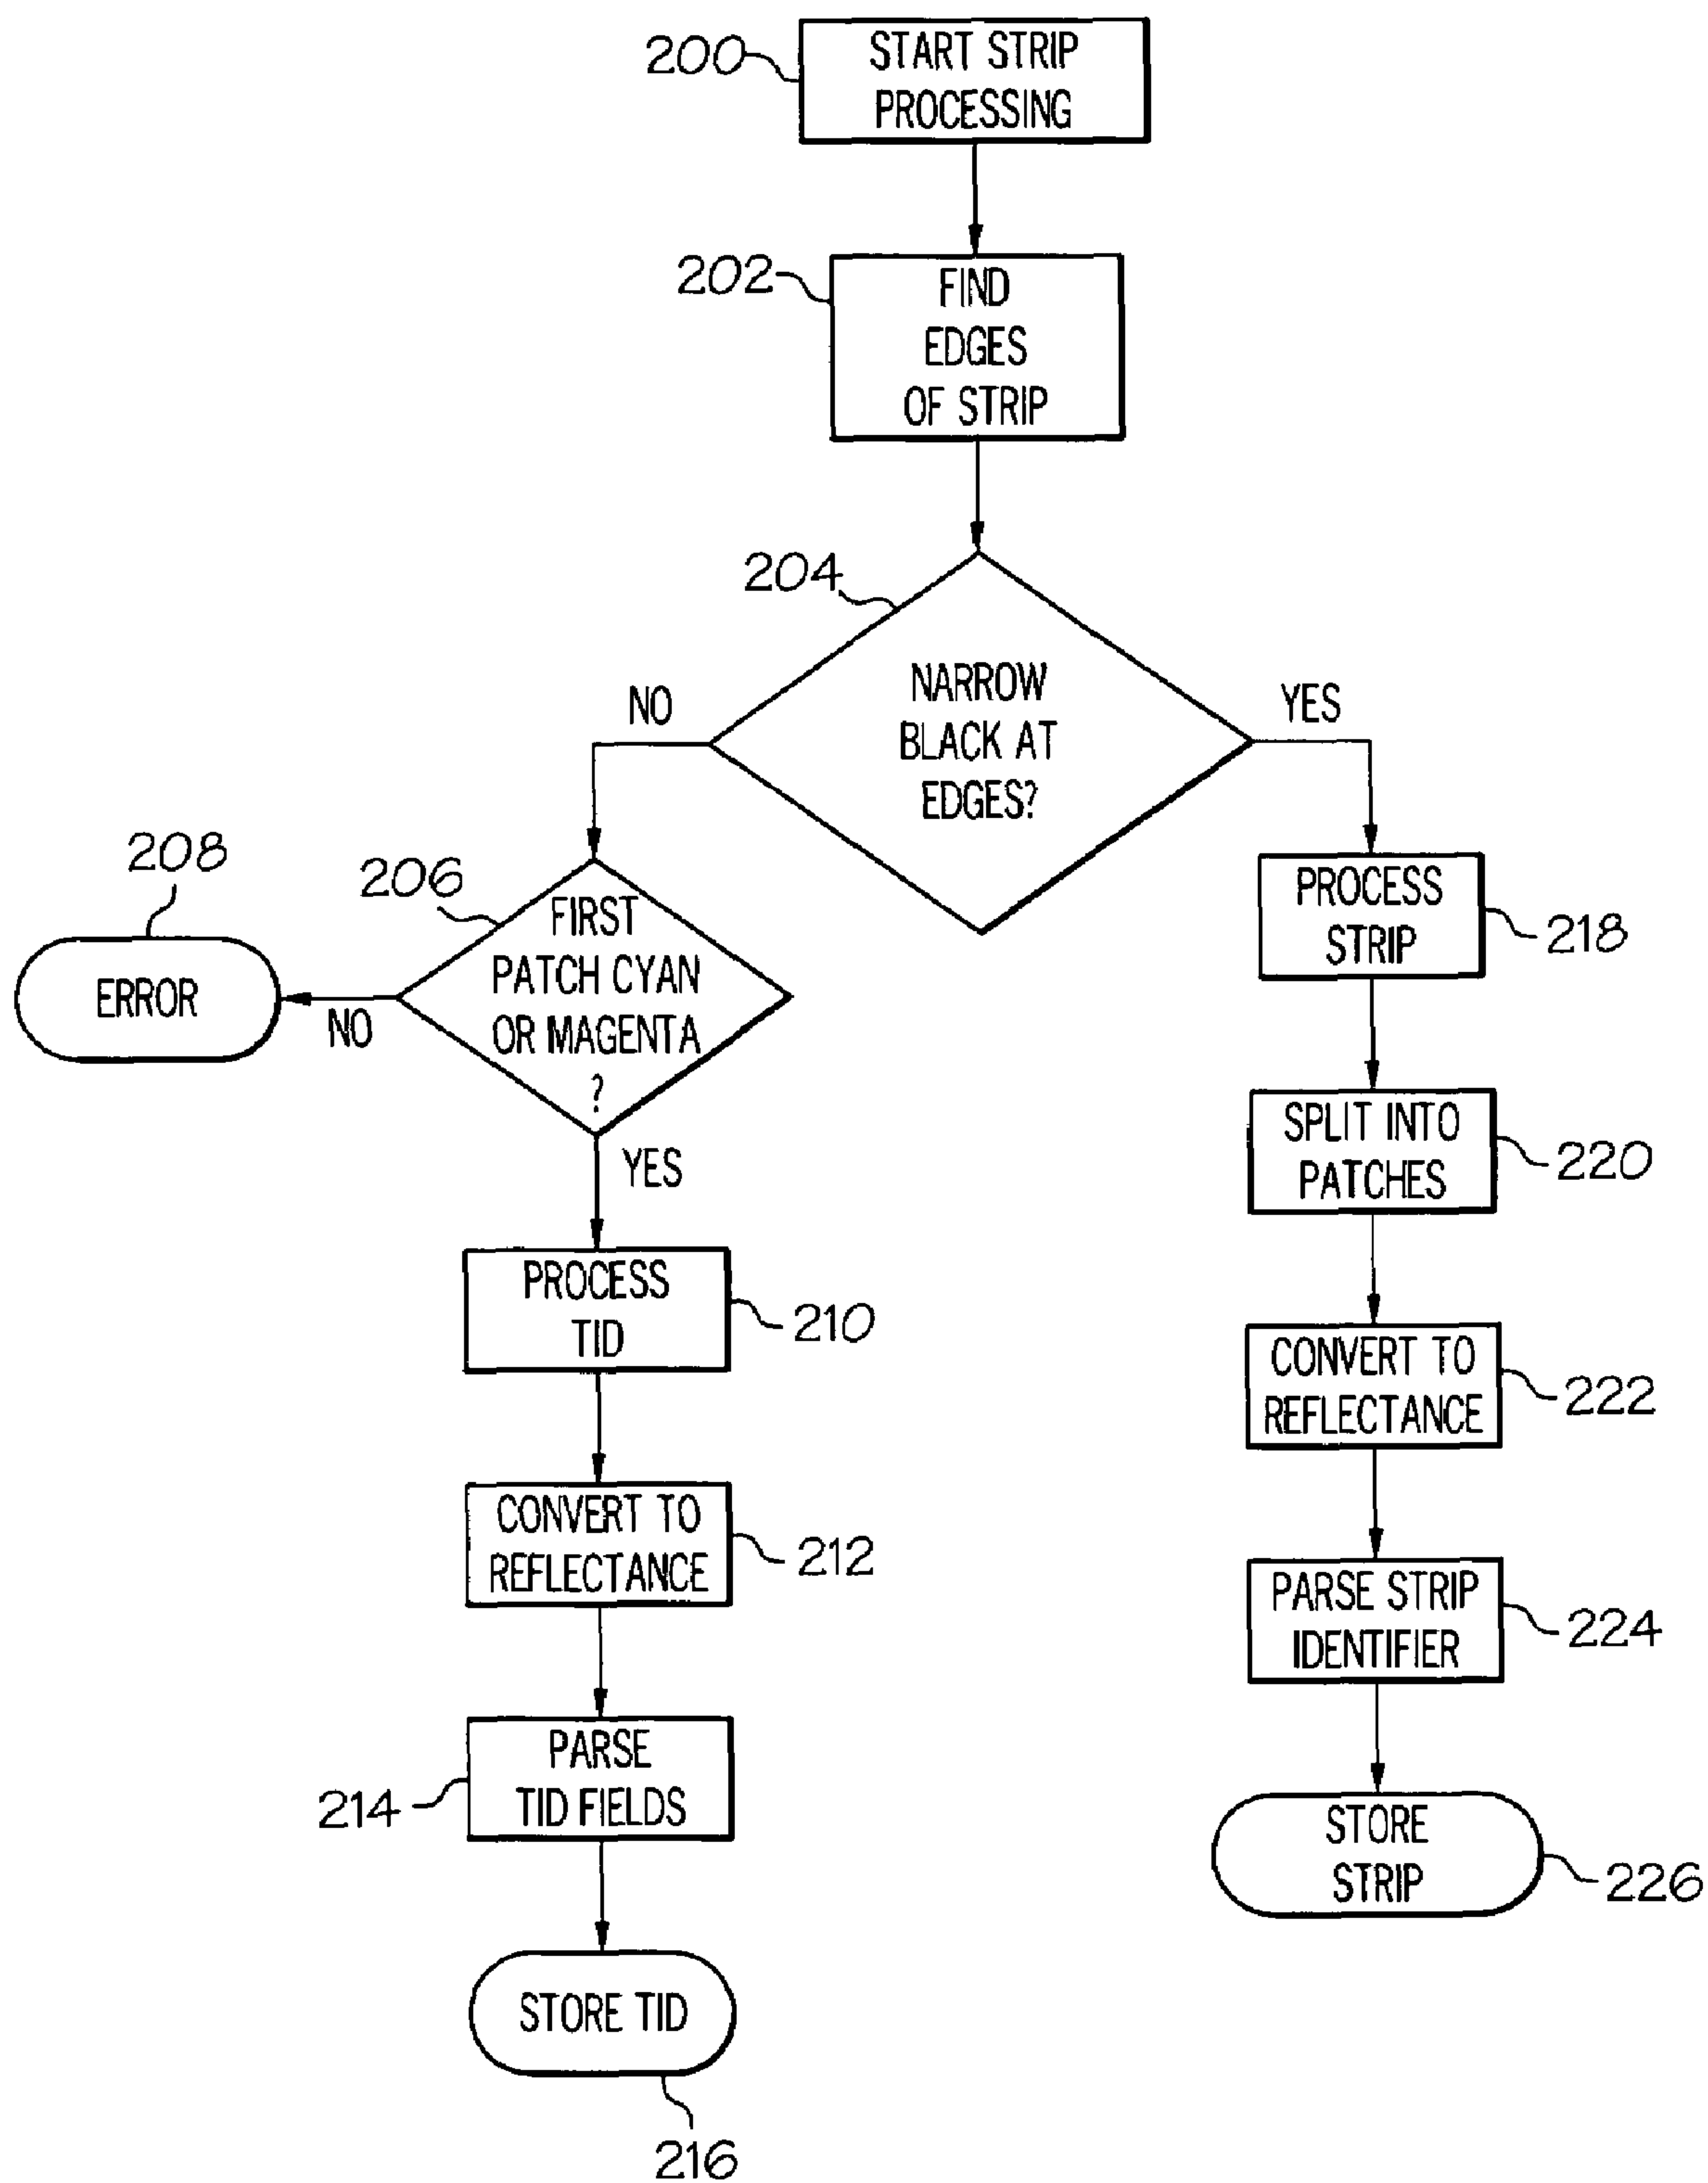 200
START STRIP
PROCESSING
202
FIND
EDGES
OF STRIP
204
NARROW
BLACK AT
EDGES?
NO
YES
208
ERROR
206
FIRST
PATCH CYAN
OR MAGENTA
?
NO
YES
PROCESS
TID
210
CONVERT TO
REFLECTANCE
212
PARSE
TID FIELDS
214
STORE TID
216
PROCESS
STRIP
218
SPLIT INTO
PATCHES
220
CONVERT TO
REFLECTANCE
222
PARSE STRIP
IDENTIFIER
224
STORE
STRIP
226